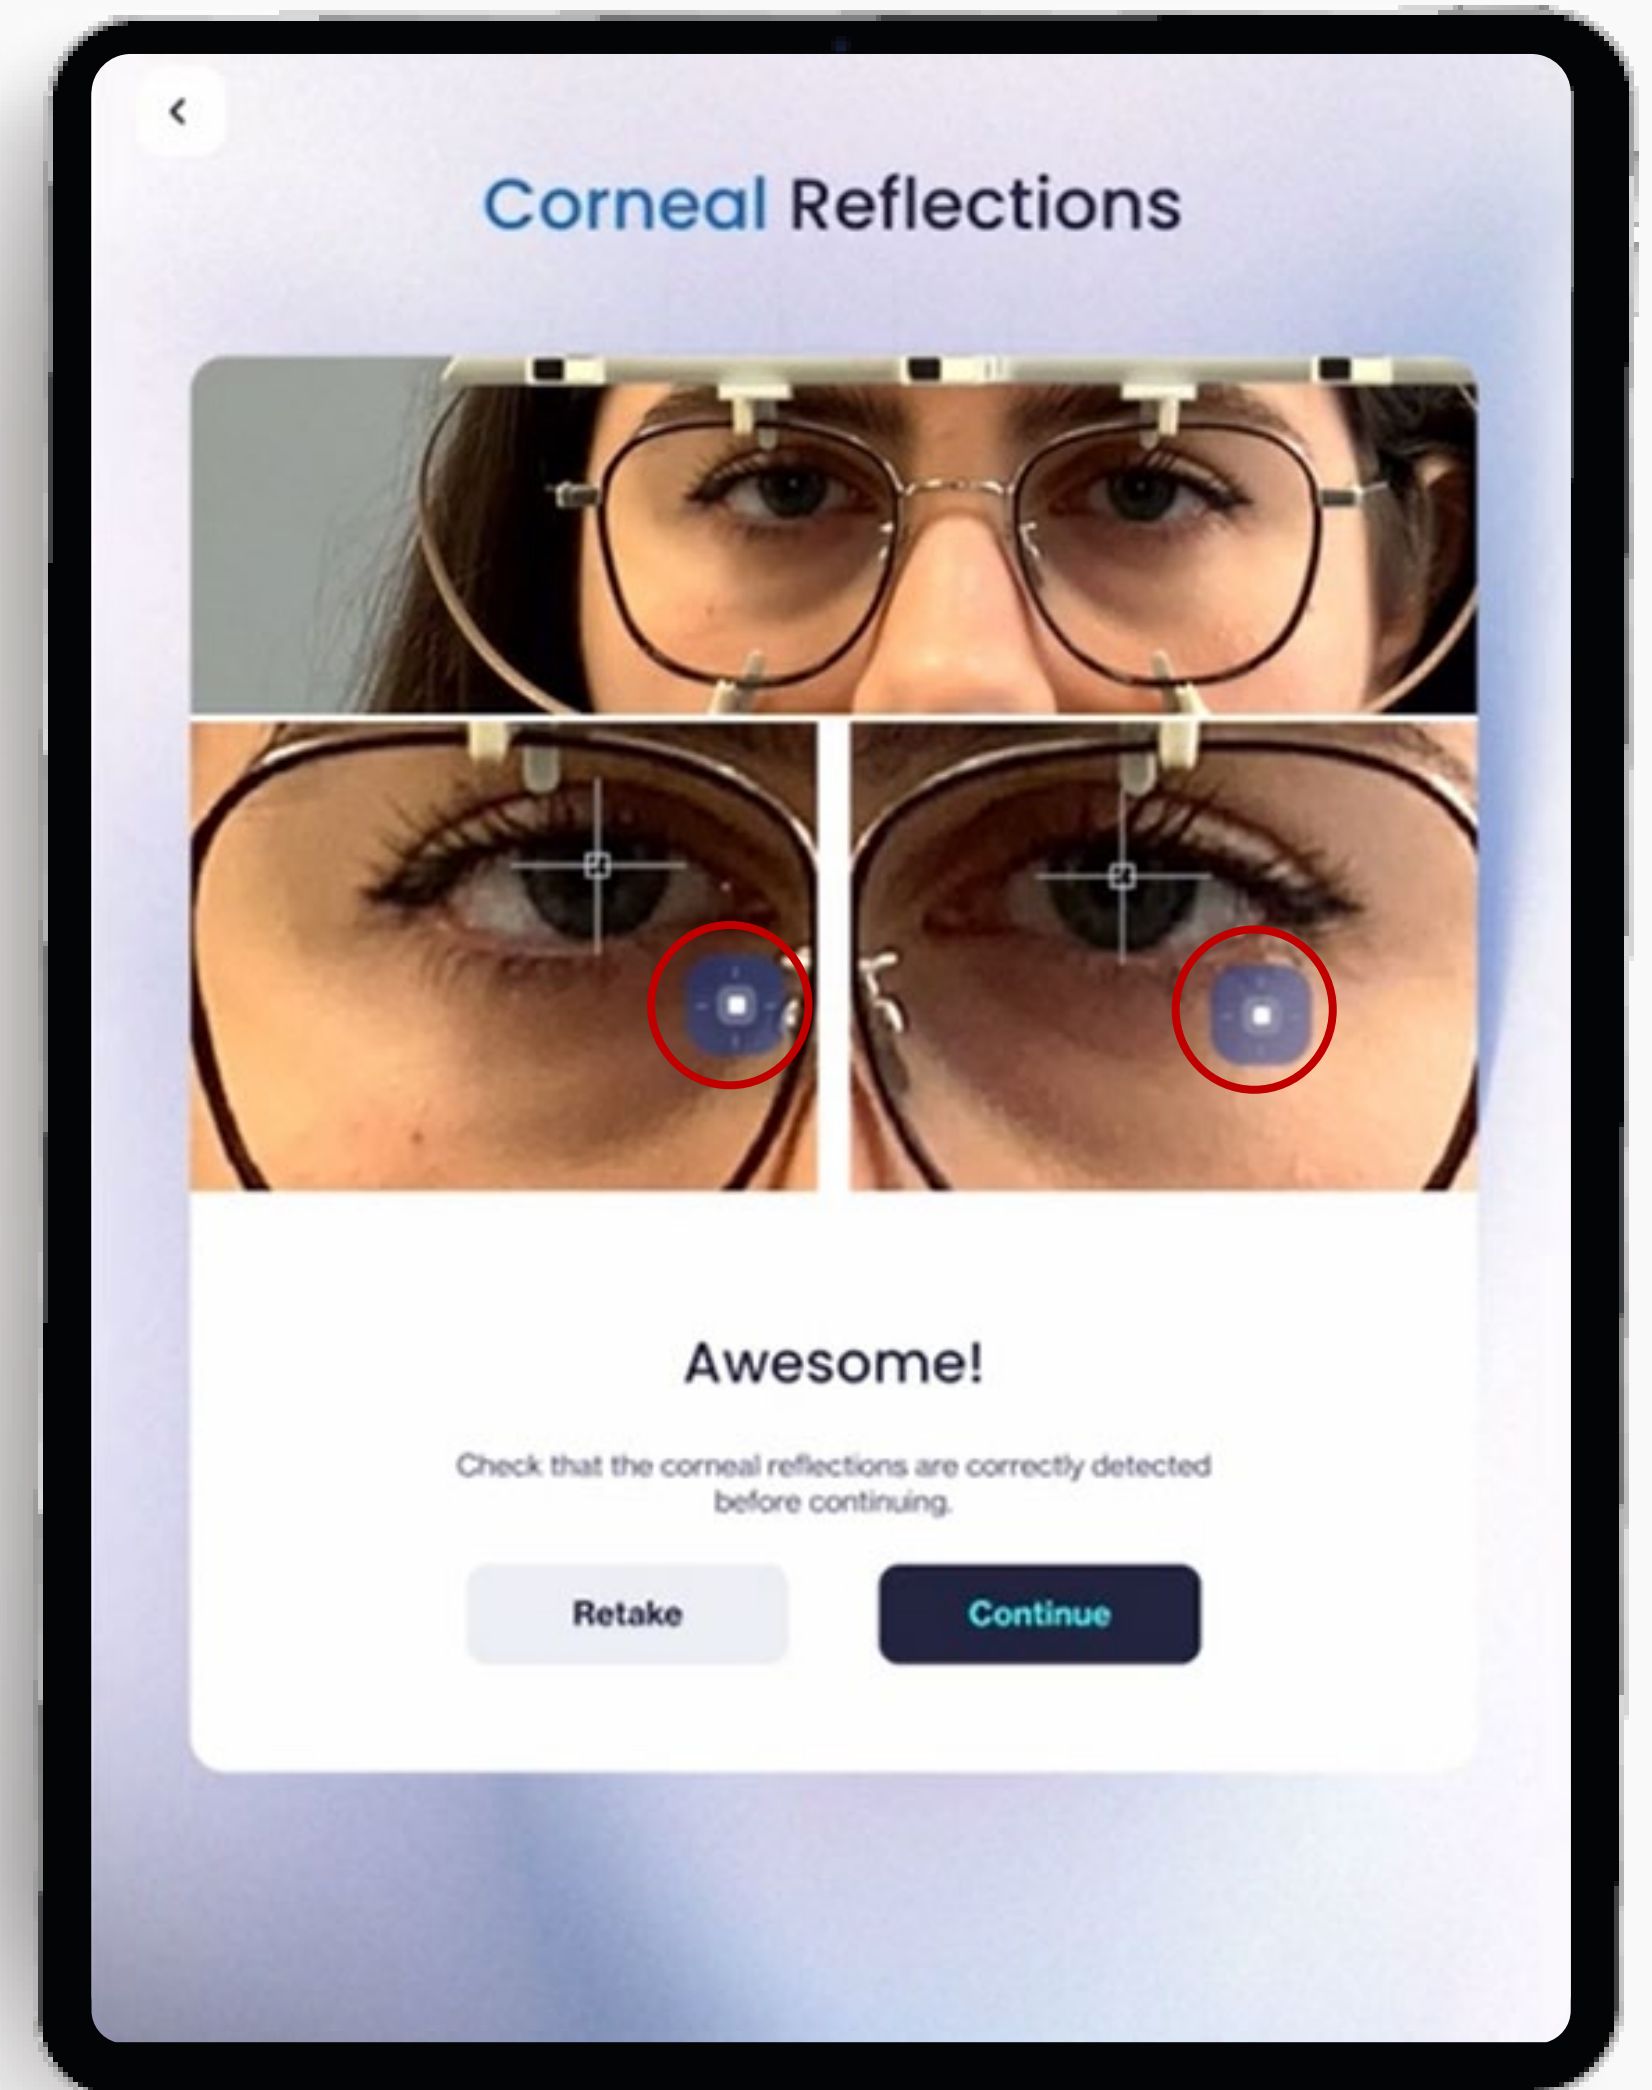 Corneal Reflections
Awesome!
Check that the corneal reflections are correctly detected
before continuing.
Retake
Continue